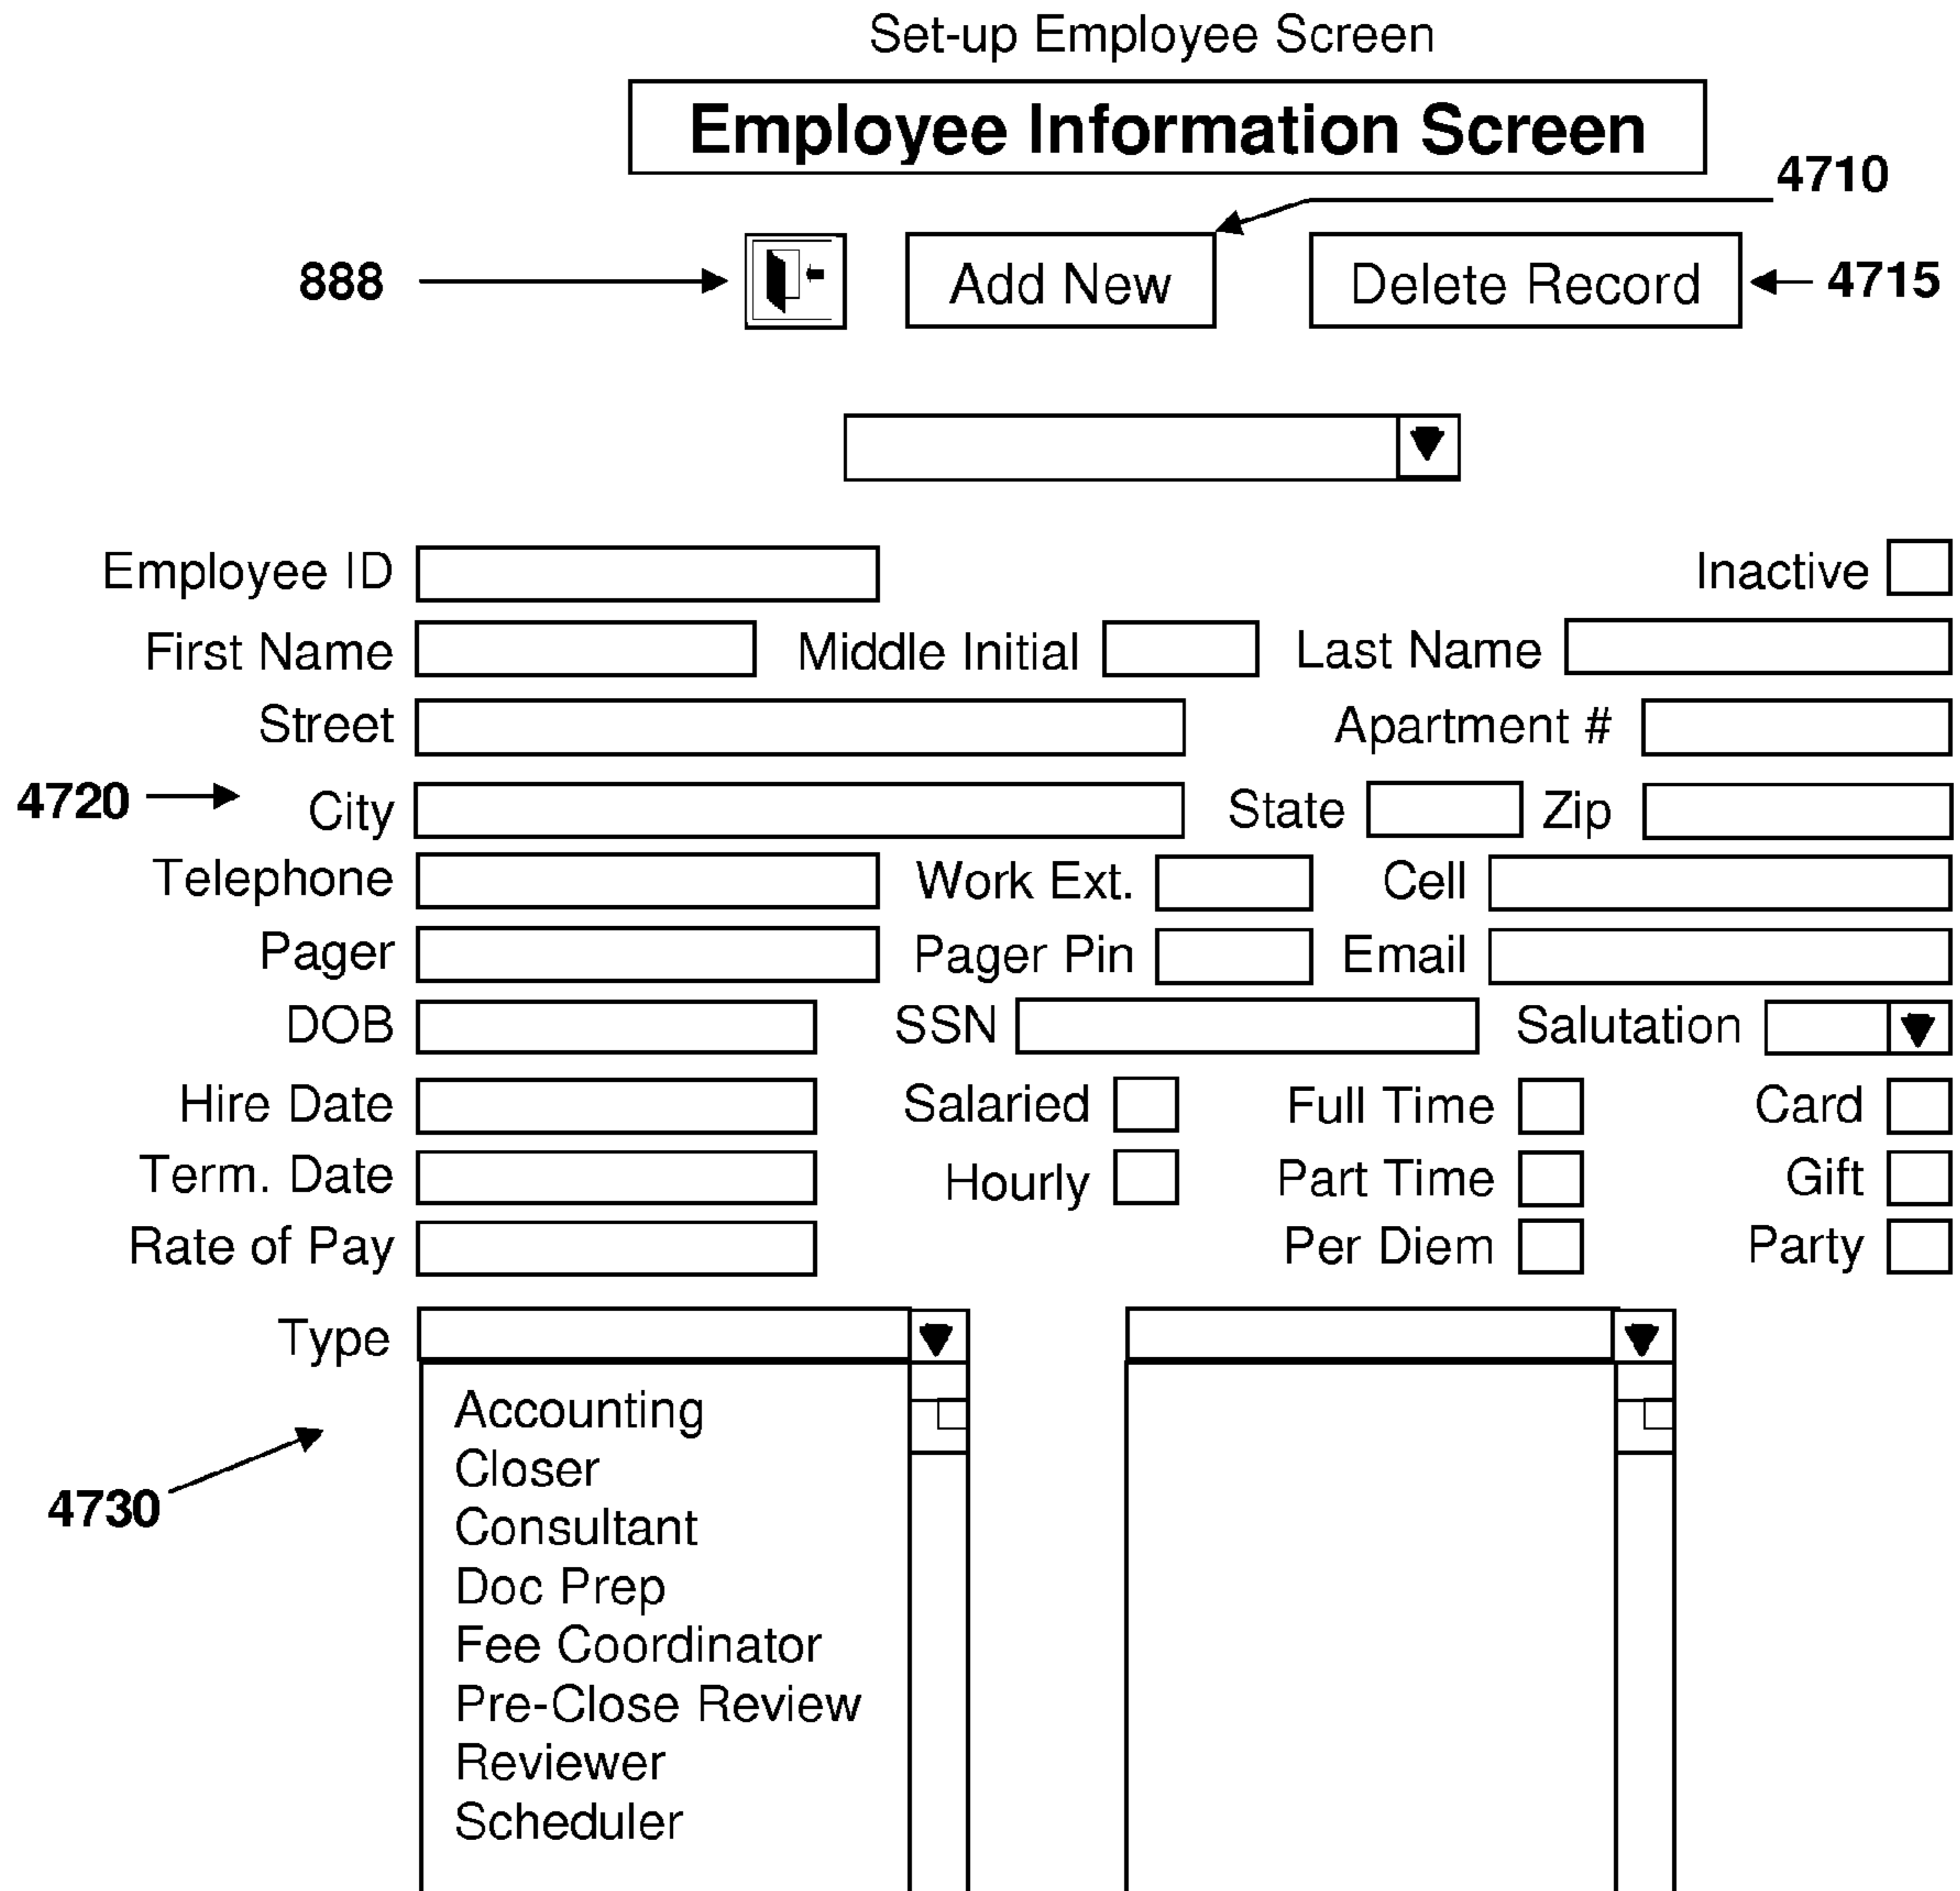 Set-up Employee Screen
Employee Information Screen
4710
888 Add New Delete Record 4715
Employee ID Inactive
First Name Middle Initial Last Name
Street Apartment #
4720 City State Zip
Telephone Work Ext. Cell
Pager Pager Pin Email
DOB SSN Salutation
Hire Date Salaried Full Time Card
Term. Date Hourly Part Time Gift
Rate of Pay Per Diem Party
Type
Accounting
Closer
4730
Consultant
Doc Prep
Fee Coordinator
Pre-Close Review
Reviewer
Scheduler